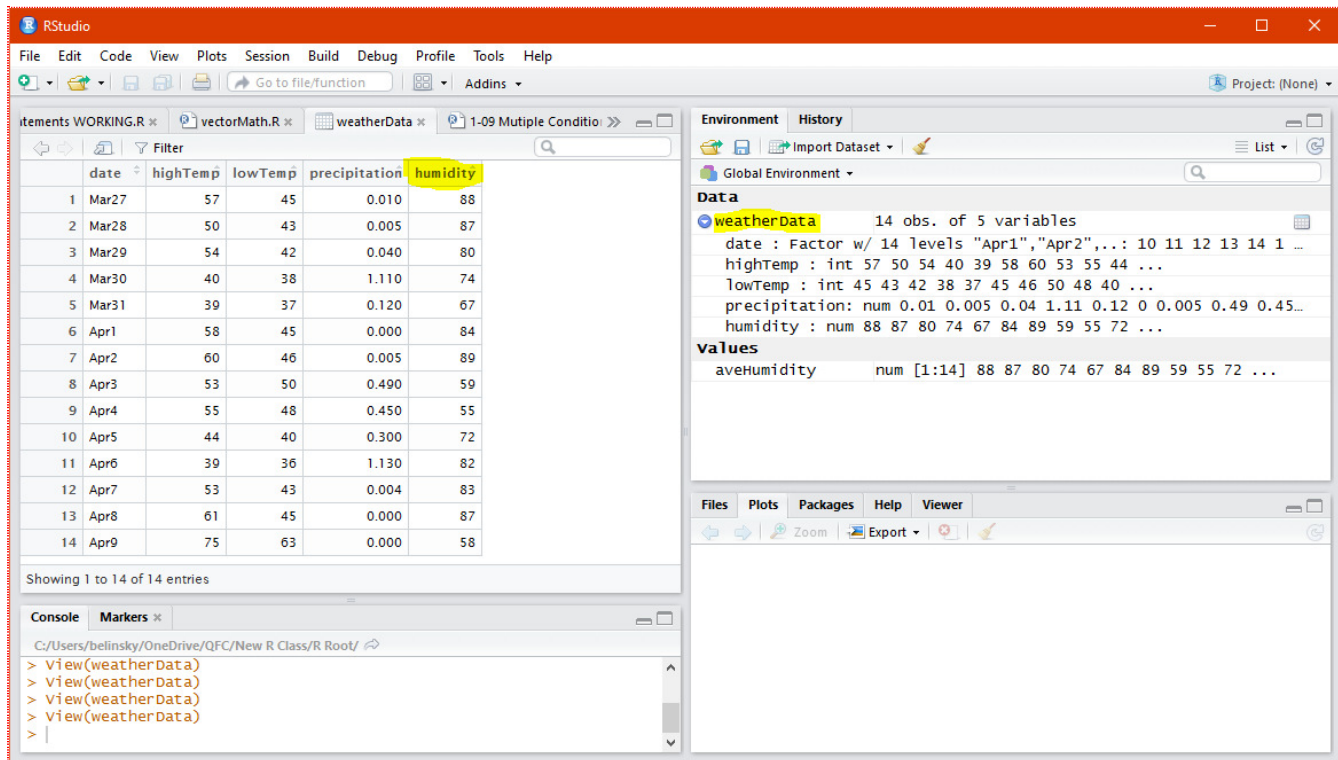 RStudio
File Edit Code View Plots Session Build Debug Profile Tools Help
Go to file/function Addins Project: (None)
atements WORKING.R vectorMath.R weatherData 1-09 Mutiple Conditio
Filter
date highTemp lowTemp precipitation humidity
1 Mar27 57 45 0.010 88
2 Mar28 50 43 0.005 87
3 Mar29 54 42 0.040 80
4 Mar30 40 38 1.110 74
5 Mar31 39 37 0.120 67
6 Apr1 58 45 0.000 84
7 Apr2 60 46 0.005 89
8 Apr3 53 50 0.490 59
9 Apr4 55 48 0.450 55
10 Apr5 44 40 0.300 72
11 Apr6 39 36 1.130 82
12 Apr7 53 43 0.004 83
13 Apr8 61 45 0.000 87
14 Apr9 75 63 0.000 58
Showing 1 to 14 of 14 entries
Console Markers
C:/Users/belinsky/OneDrive/QFC/New R Class/R Root/
> View(weatherData)
> View(weatherData)
> View(weatherData)
> View(weatherData)
>
Environment History
Import Dataset List
Global Environment
Data
weatherData 14 obs. of 5 variables
date : Factor w/ 14 levels "Apr1","Apr2",..: 10 11 12 13 14 1 …
highTemp : int 57 50 54 40 39 58 60 53 55 44 ...
lowTemp : int 45 43 42 38 37 45 46 50 48 40 ...
precipitation: num 0.01 0.005 0.04 1.11 0.12 0 0.005 0.49 0.45…
humidity : num 88 87 80 74 67 84 89 59 55 72 ...
Values
aveHumidity num [1:14] 88 87 80 74 67 84 89 59 55 72 ...
Files Plots Packages Help Viewer
Zoom Export